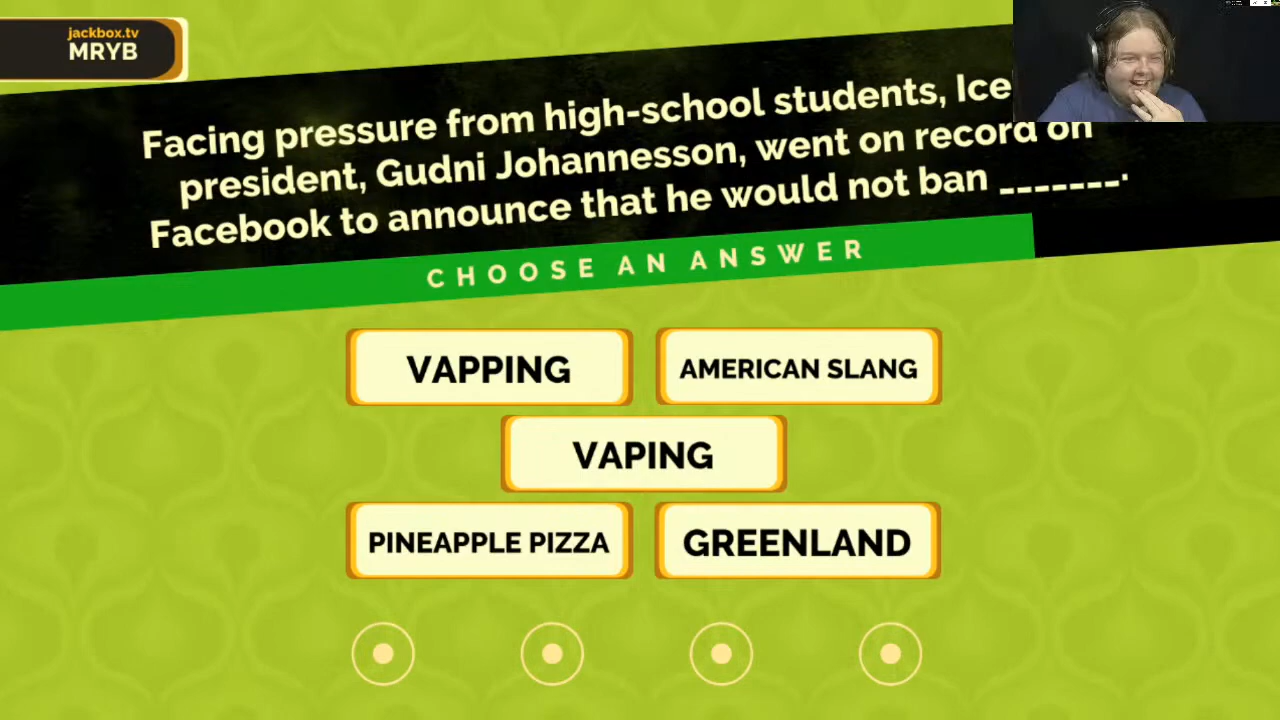 jackbox.tv
MRYB
Facing pressure from high-school students, Ice
president, Gudni Johannesson, went on record on
Facebook to announce that he would not ban _______.
CHOOSE AN ANSWER
VAPPING
AMERICAN SLANG
VAPING
PINEAPPLE PIZZA
GREENLAND